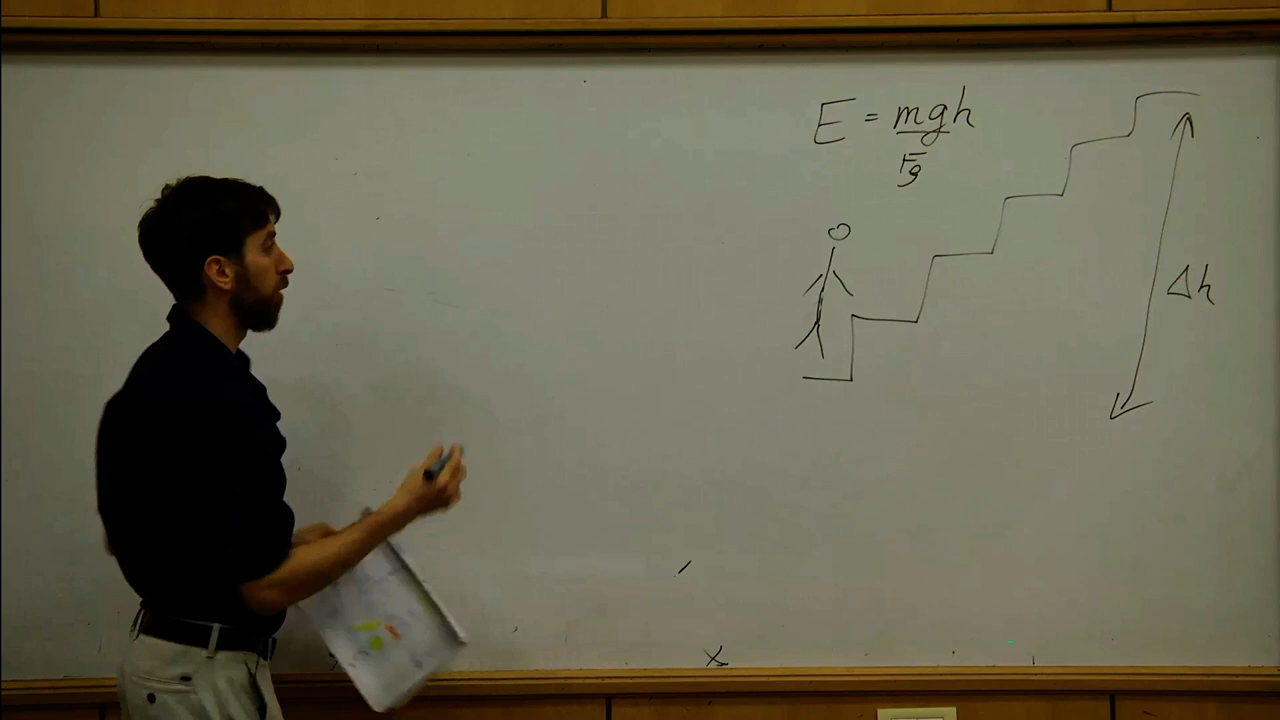 E = mgh
Fg
Δh